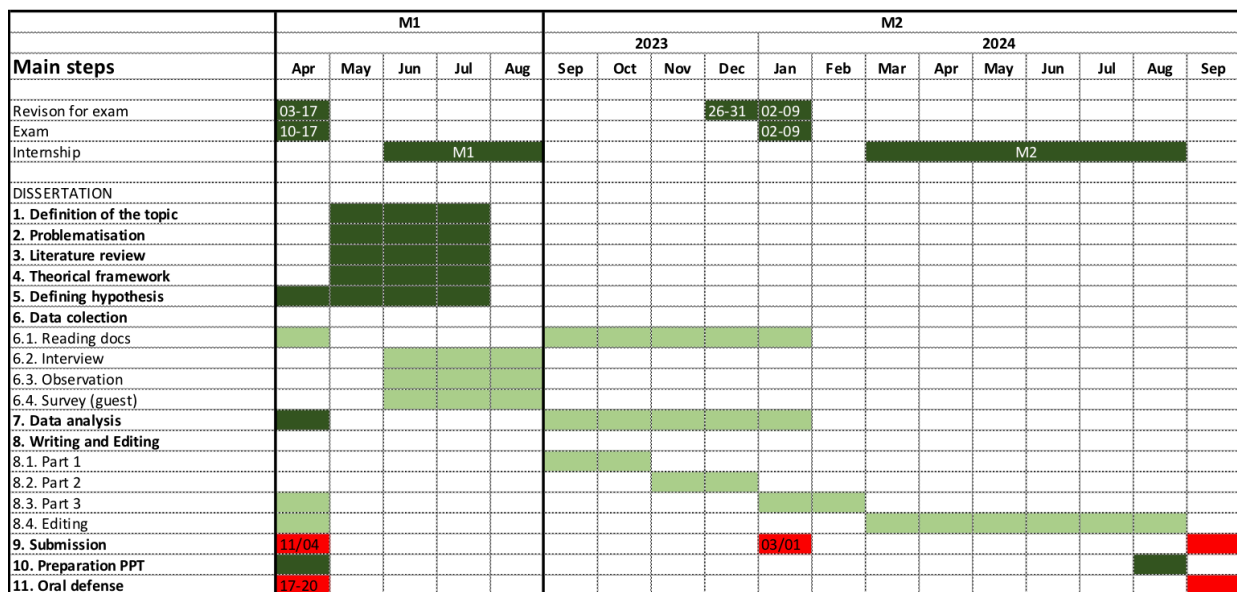 M1 M2
2023 2024
Main steps Apr May Jun Jul Aug Sep Oct Nov Dec Jan Feb Mar Apr May Jun Jul Aug Sep
Revison for exam 03-17 26-31 02-09
Exam 10-17 02-09
Internship M1 M2
DISSERTATION
1. Definition of the topic
2. Problematisation
3. Literature review
4. Theorical framework
5. Defining hypothesis
6. Data colection
6.1. Reading docs
6.2. Interview
6.3. Observation
6.4. Survey (guest)
7. Data analysis
8. Writing and Editing
8.1. Part 1
8.2. Part 2
8.3. Part 3
8.4. Editing
9. Submission 11/04 03/01
10. Preparation PPT
11. Oral defense 17-20